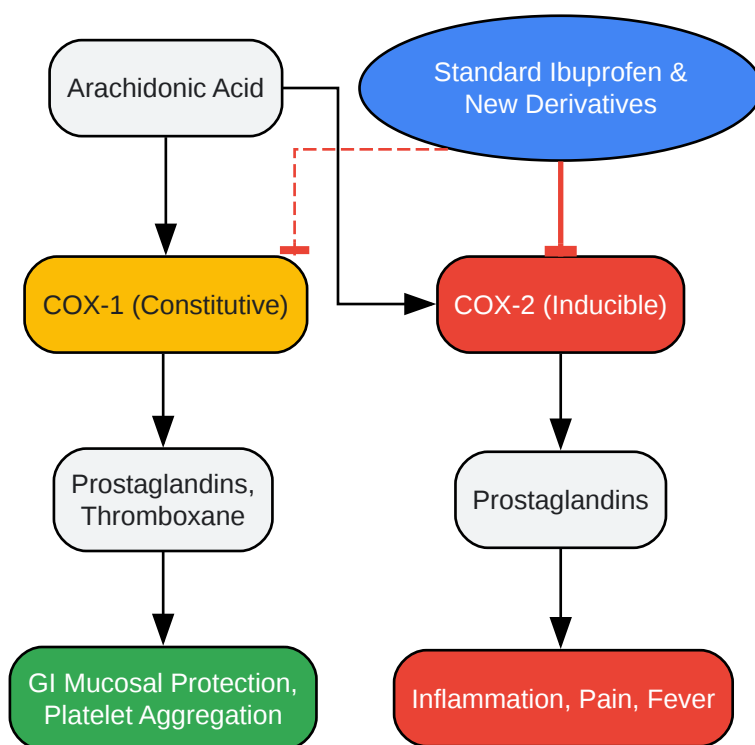 Arachidonic Acid
Standard Ibuprofen &
New Derivatives
COX-1 (Constitutive)
COX-2 (Inducible)
Prostaglandins,
Thromboxane
Prostaglandins
GI Mucosal Protection,
Platelet Aggregation
Inflammation, Pain, Fever